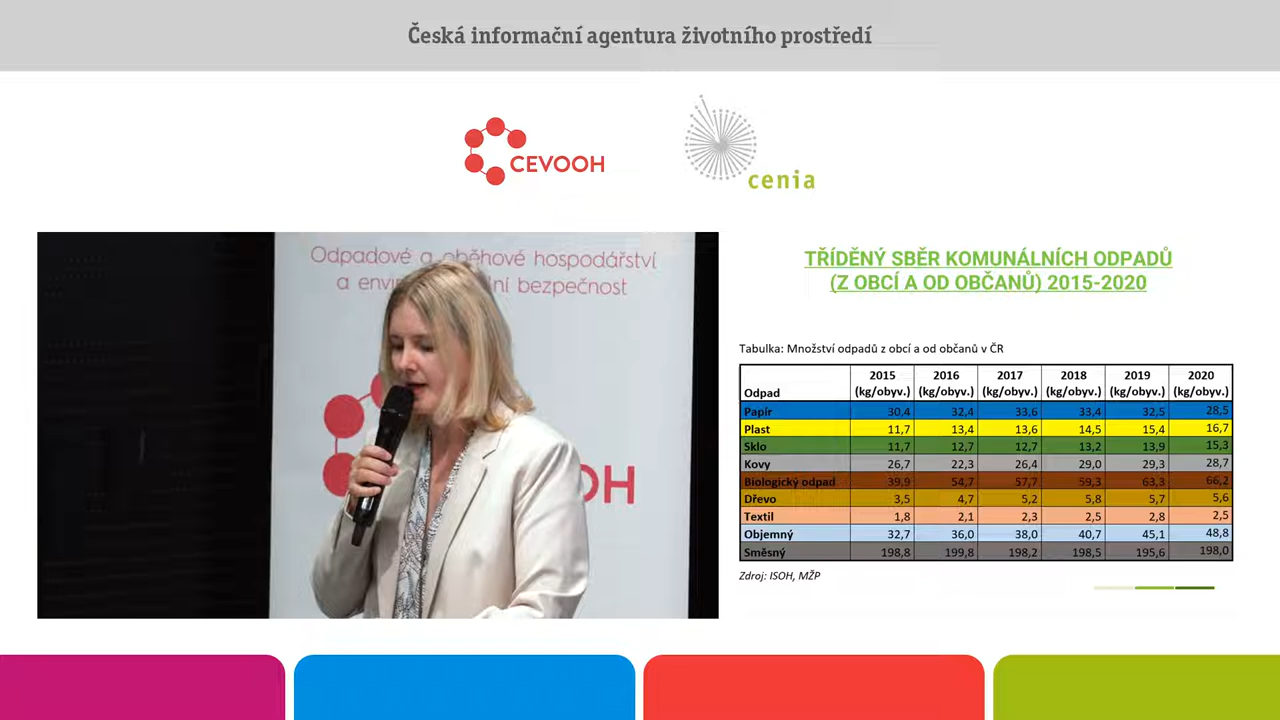 Česká informační agentura životního prostředí
CEVOOH
cenia
Odpadové a oběhové hospodářství
a envi ní bezpečnost
OH
TŘÍDĚNÝ SBĚR KOMUNÁLNÍCH ODPADŮ
(Z OBCÍ A OD OBČANŮ) 2015-2020
Tabulka: Množství odpadů z obcí a od občanů v ČR
Odpad 2015 (kg/obyv.) 2016 (kg/obyv.) 2017 (kg/obyv.) 2018 (kg/obyv.) 2019 (kg/obyv.) 2020 (kg/obyv.)
Papír 30,4 32,4 33,6 33,4 32,5 28,5
Plast 11,7 13,4 13,6 14,5 15,4 16,7
Sklo 11,7 12,7 12,7 13,2 13,9 15,3
Kovy 26,7 22,3 26,4 29,0 29,3 28,7
Biologický odpad 39,9 54,7 57,7 59,3 63,3 66,2
Dřevo 3,5 4,7 5,2 5,8 5,7 5,6
Textil 1,8 2,1 2,3 2,5 2,8 2,5
Objemný 32,7 36,0 38,0 40,7 45,1 48,8
Směsný 198,8 199,8 198,2 198,5 195,6 198,0
Zdroj: ISOH, MŽP